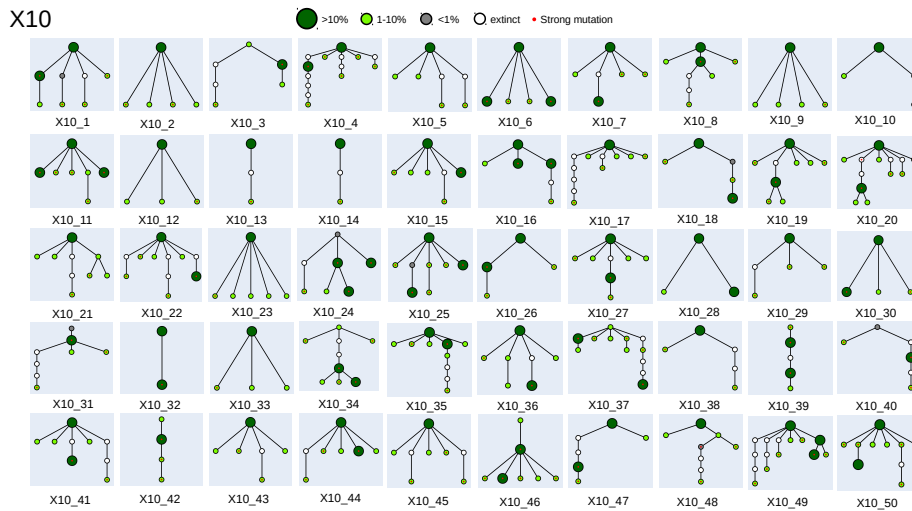 X10
>10% 1-10% <1% extinct Strong mutation
X10_1 X10_2 X10_3 X10_4 X10_5 X10_6 X10_7 X10_8 X10_9 X10_10
X10_11 X10_12 X10_13 X10_14 X10_15 X10_16 X10_17 X10_18 X10_19 X10_20
X10_21 X10_22 X10_23 X10_24 X10_25 X10_26 X10_27 X10_28 X10_29 X10_30
X10_31 X10_32 X10_33 X10_34 X10_35 X10_36 X10_37 X10_38 X10_39 X10_40
X10_41 X10_42 X10_43 X10_44 X10_45 X10_46 X10_47 X10_48 X10_49 X10_50